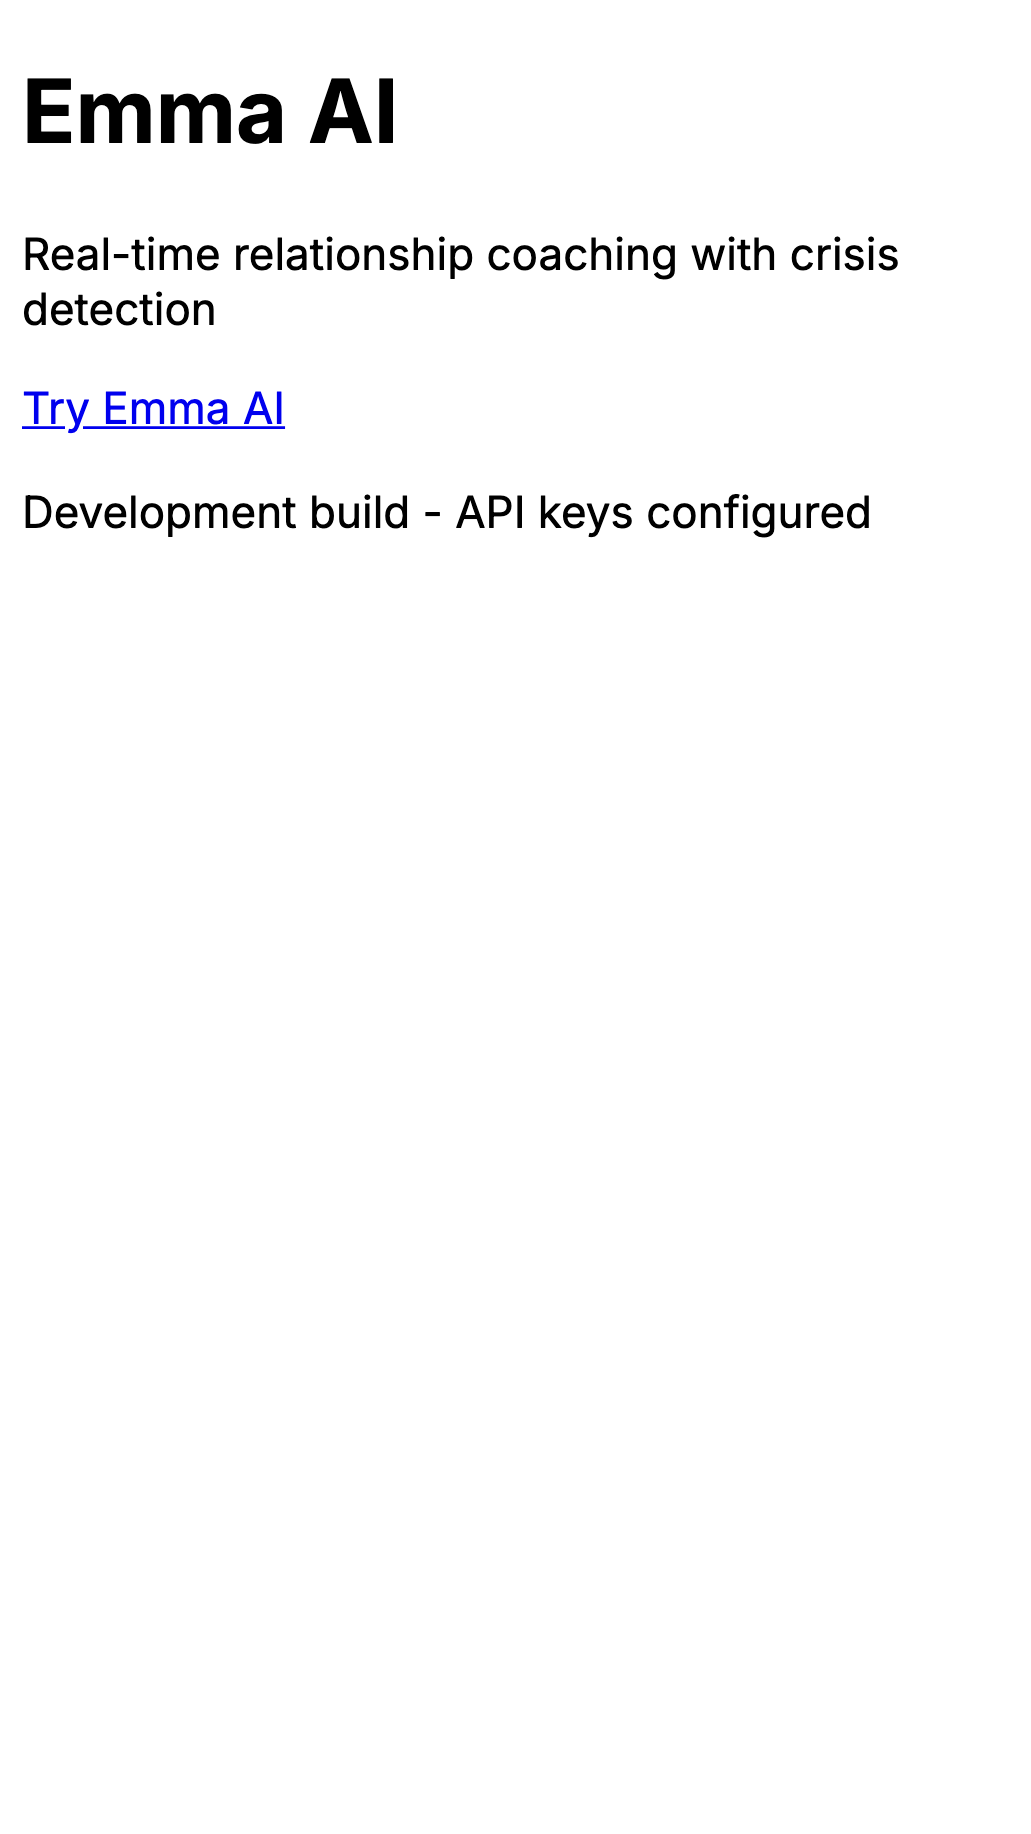 Emma AI
Real-time relationship coaching with crisis
detection
Try Emma AI
Development build - API keys configured